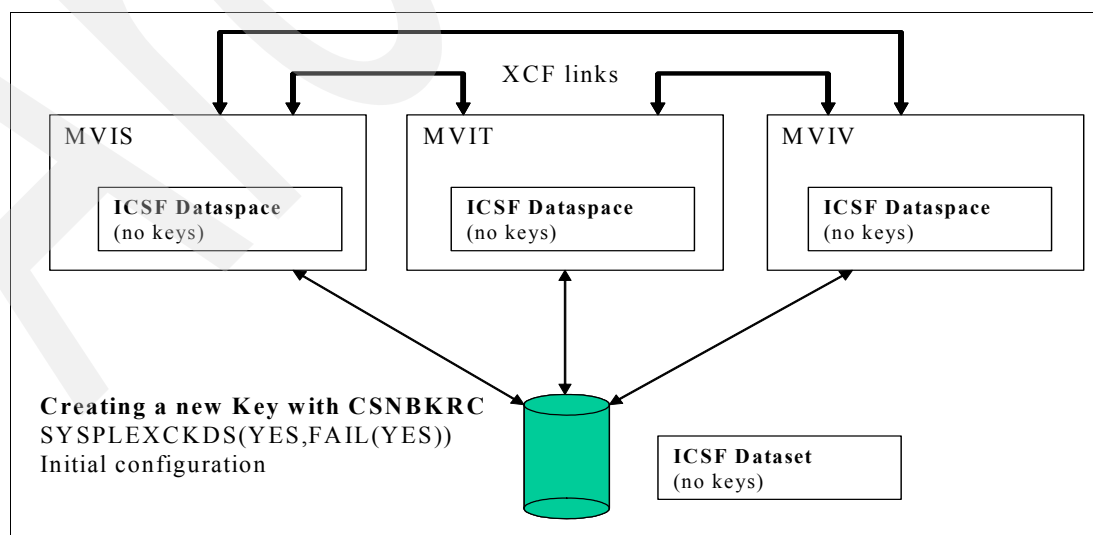 XCF links
MVIS
ICSF Dataspace
(no keys)
MVIT
ICSF Dataspace
(no keys)
MVIV
ICSF Dataspace
(no keys)
Creating a new Key with CSNBKRC
SYSPLEXCKDS(YES,FAIL(YES))
Initial configuration
ICSF Dataset
(no keys)